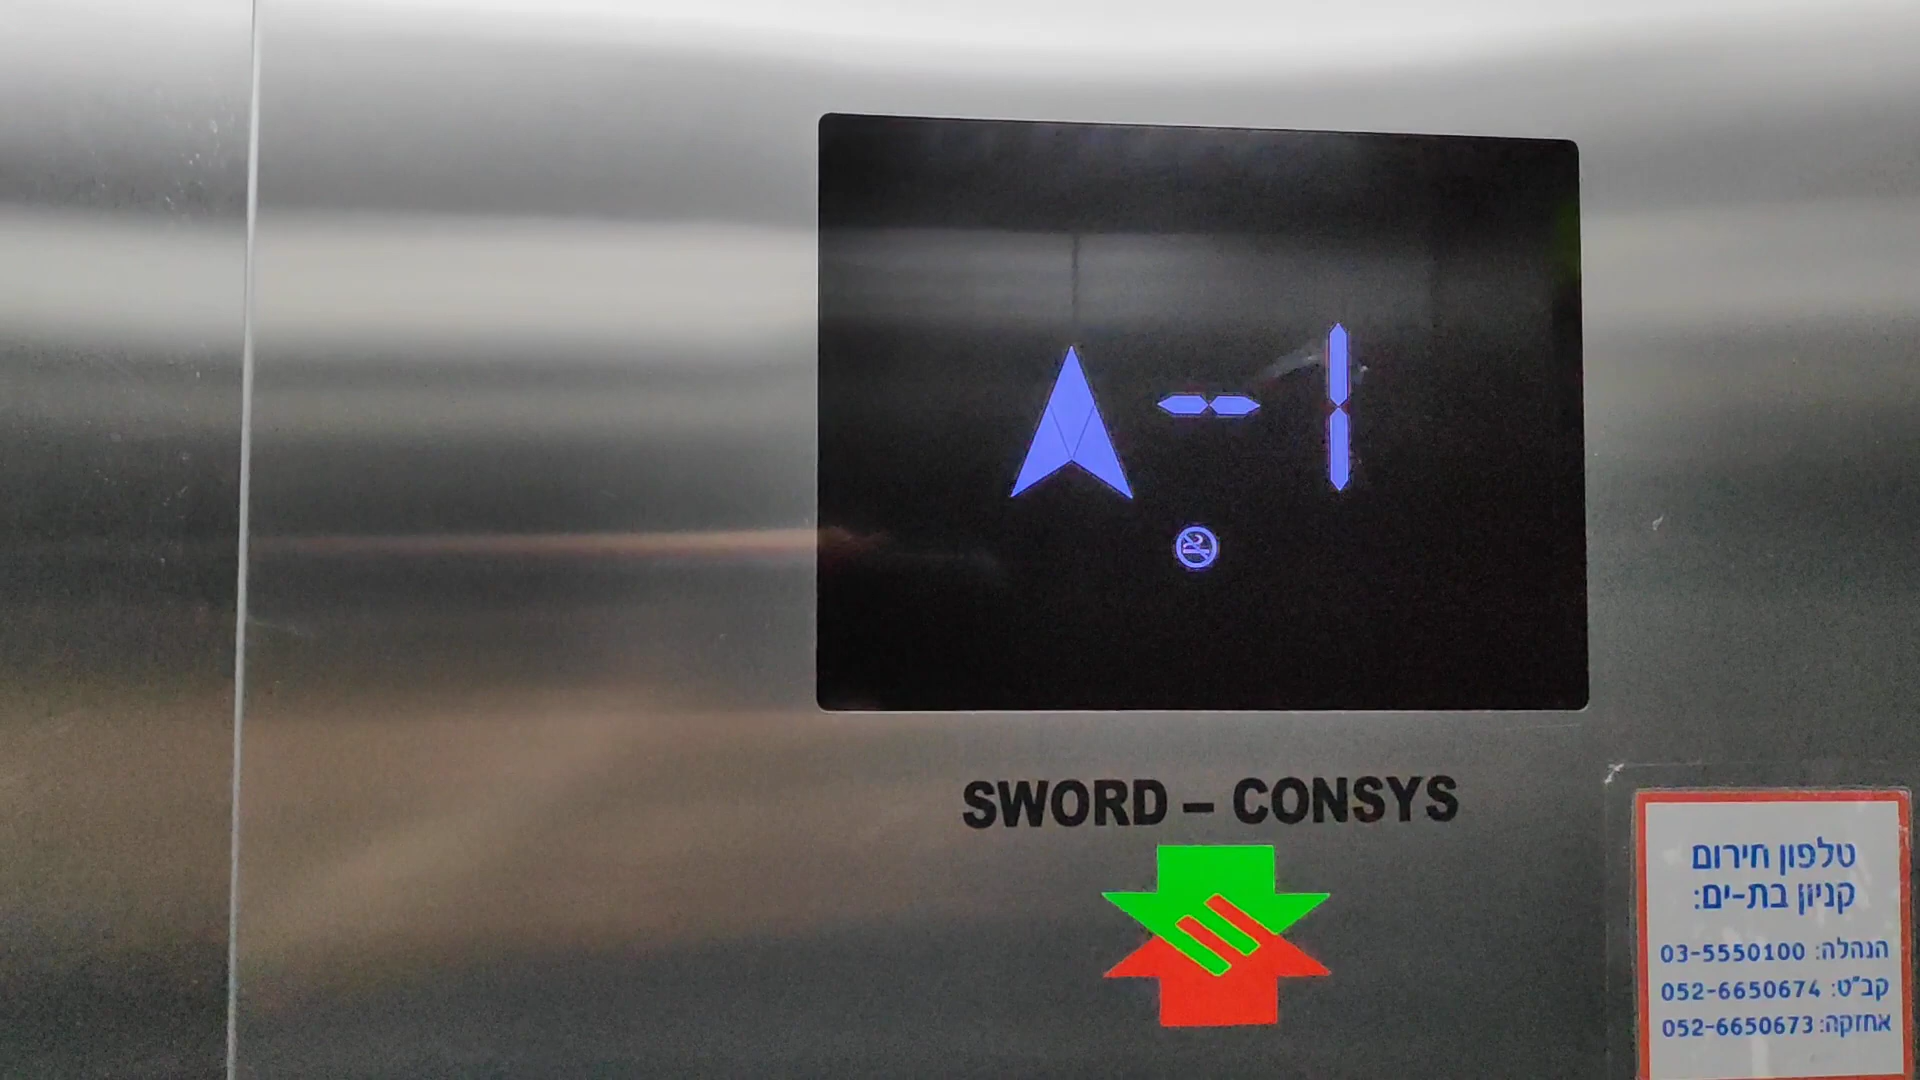 -1
SWORD – CONSYS
טלפון חירום
קניון בת-ים:
הנהלה: 03-5550100
קב"ט: 052-6650674
אחזקה: 052-6650673